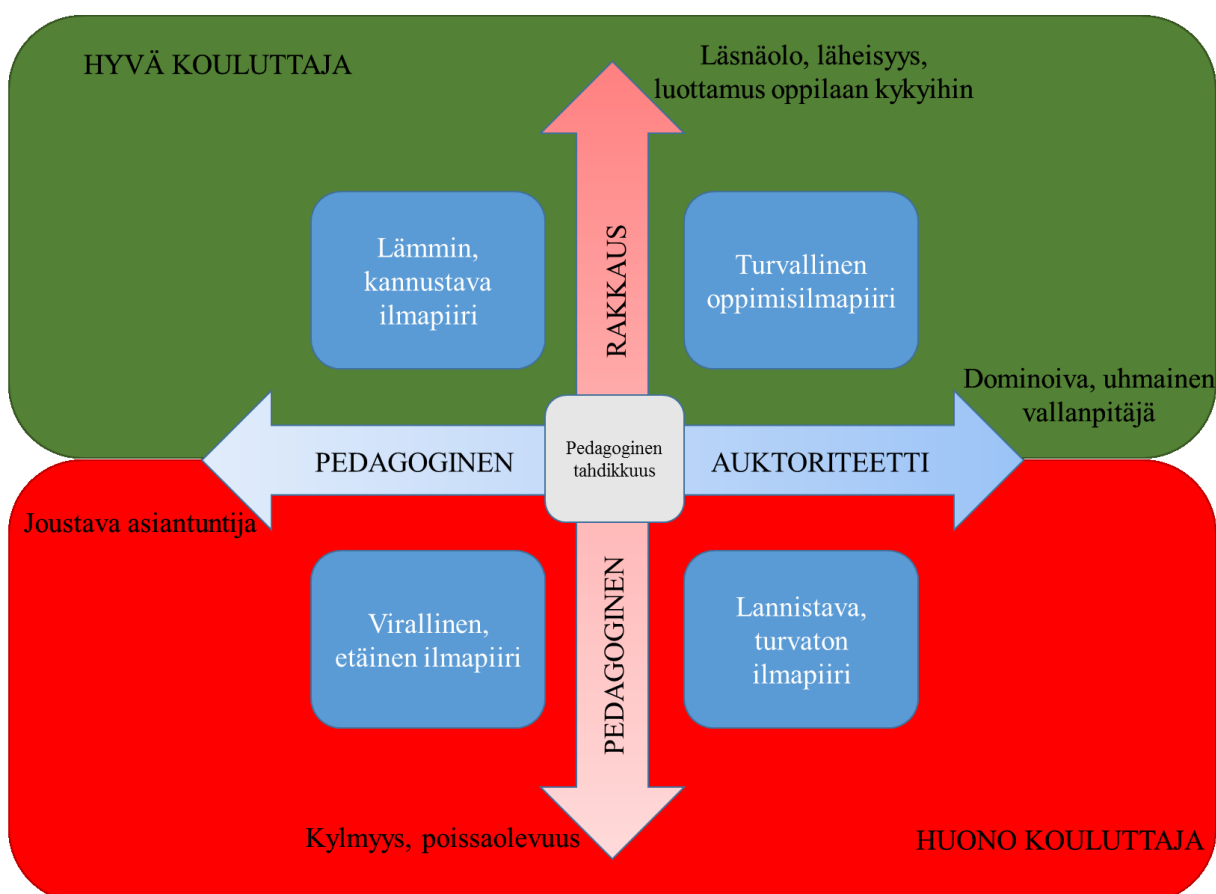 HYVÄ KOULUTTAJA
Läsnäolo, läheisyys,
luottamus oppilaan kykyihin
Lämmin,
kannustava
ilmapiiri
RAKKAUS
Turvallinen
oppimisilmapiiri
Dominoiva, uhmainen
vallanpitäjä
PEDAGOGINEN
Pedagoginen
tahdikkuus
AUKTORITEETTI
Joustava asiantuntija
Virallinen,
etäinen ilmapiiri
PEDAGOGINEN
Lannistava,
turvaton
ilmapiiri
Kylmyys, poissaolevuus
HUONO KOULUTTAJA